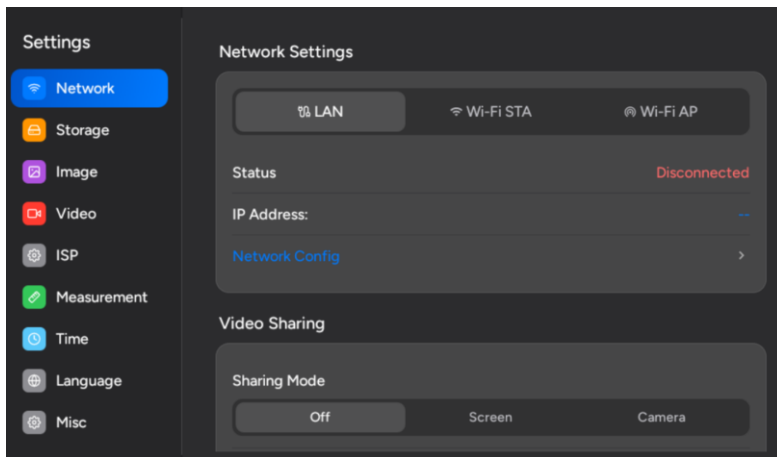 Settings
Network
Storage
Image
Video
ISP
Measurement
Time
Language
Misc
Network Settings
LAN
Wi-Fi STA
Wi-Fi AP
Status
Disconnected
IP Address:
--
Network Config
Video Sharing
Sharing Mode
Off
Screen
Camera